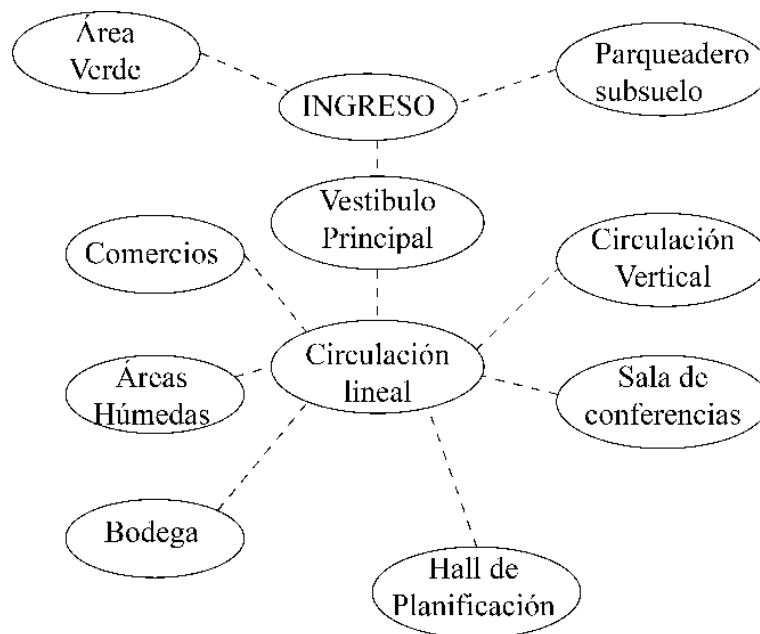 Área
Verde
Parqueadero
subsuelo
INGRESO
Vestibulo
Principal
Comercios
Circulación
Vertical
Circulación
lineal
Áreas
Húmedas
Sala de
conferencias
Bodega
Hall de
Planificación